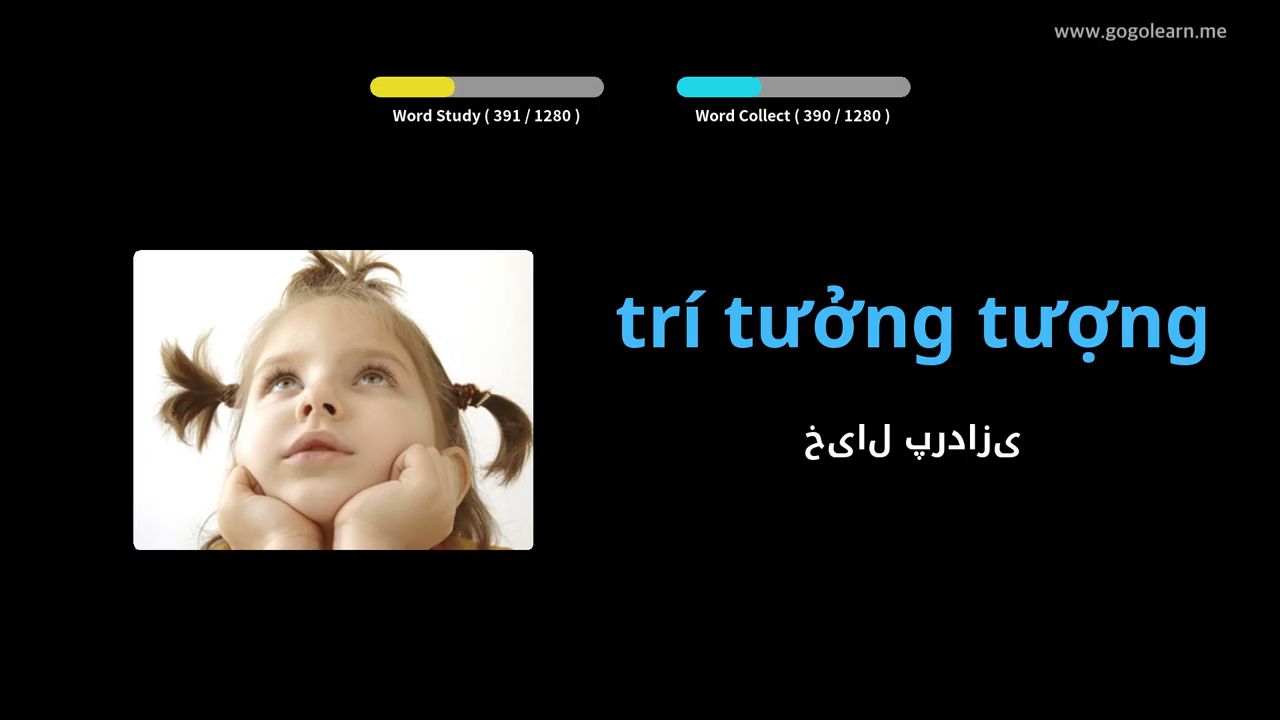 www.gogolearn.me
Word Study ( 391 / 1280 )
Word Collect ( 390 / 1280 )
trí tưởng tượng
خیال پردازی